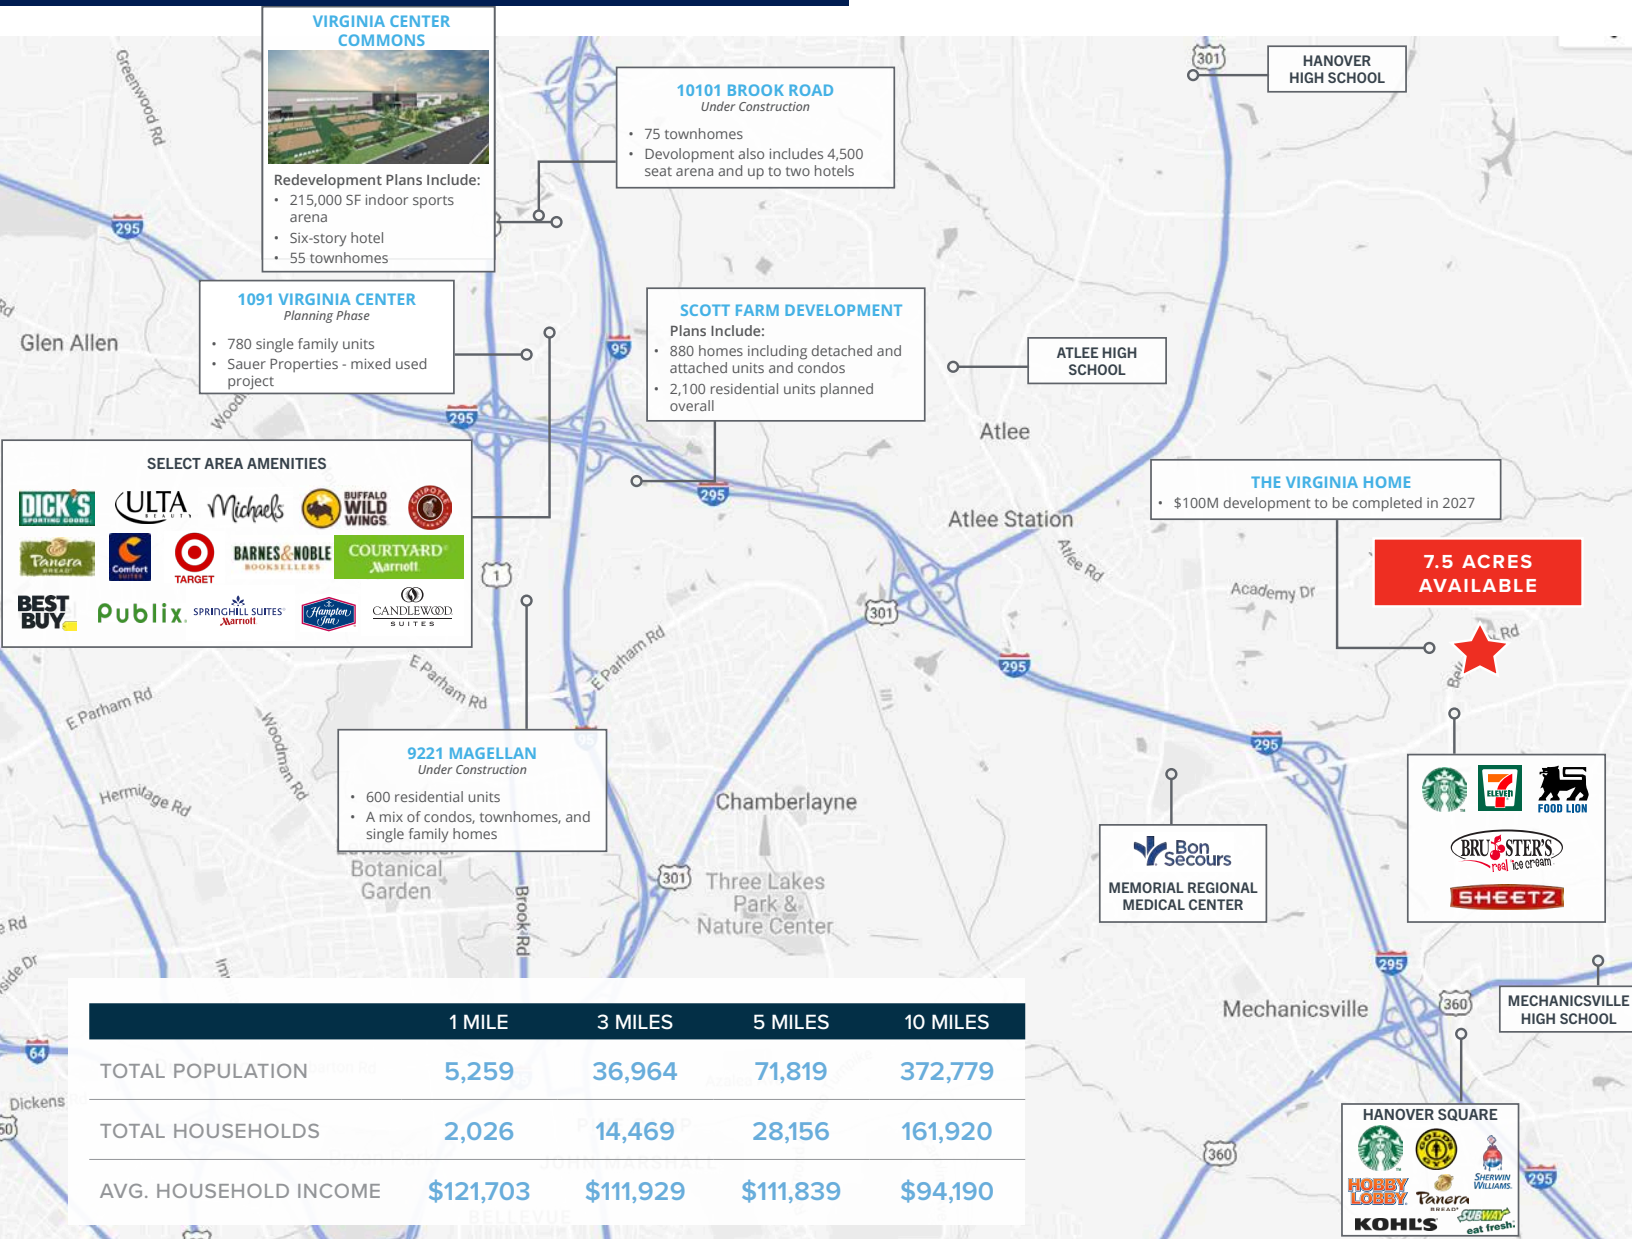 VIRGINIA CENTER
COMMONS
Redevelopment Plans Include:
• 215,000 SF indoor sports
arena
• Six-story hotel
• 55 townhomes
10101 BROOK ROAD
Under Construction
• 75 townhomes
• Devolopment also includes 4,500
seat arena and up to two hotels
301
HANOVER
HIGH SCHOOL
Greenwood Rd
295
1091 VIRGINIA CENTER
Planning Phase
• 780 single family units
• Sauer Properties - mixed used
project
Glen Allen
95
SCOTT FARM DEVELOPMENT
Plans Include:
• 880 homes including detached and
attached units and condos
• 2,100 residential units planned
overall
ATLEE HIGH
SCHOOL
295
Atlee
SELECT AREA AMENITIES
DICK'S
SPORTING GOODS
ULTA
BEAUTY
Michaels
BUFFALO
WILD
WINGS
CHIPOTLE
Panera
BREAD
Comfort
SUITES
TARGET
BARNES & NOBLE
BOOKSELLERS
COURTYARD
Marriott
BEST
BUY
Publix
SPRINGHILL SUITES
Marriott
Hampton
Inn
CANDLEWOOD
SUITES
295
Atlee Station
Atlee Rd
THE VIRGINIA HOME
• $100M development to be completed in 2027
7.5 ACRES
AVAILABLE
Academy Dr
Rd
1
301
E Parham Rd
E Parham Rd
E Parham Rd
295
Woodman Rd
Hermitage Rd
9221 MAGELLAN
Under Construction
• 600 residential units
• A mix of condos, townhomes, and
single family homes
95
295
Chamberlayne
Botanical
Garden
Brook Rd
301
Three Lakes
Park &
Nature Center
Bon
Secours
MEMORIAL REGIONAL
MEDICAL CENTER
7
ELEVEN
FOOD LION
BRUSTER'S
real ice cream
SHEETZ
295
Mechanicsville
360
MECHANICSVILLE
HIGH SCHOOL
64
Dickens
360
295
HANOVER SQUARE
GOLD'S
GYM
SHERWIN
WILLIAMS
HOBBY
LOBBY
Panera
BREAD
KOHL'S
SUBWAY
eat fresh
1 MILE 3 MILES 5 MILES 10 MILES
TOTAL POPULATION 5,259 36,964 71,819 372,779
TOTAL HOUSEHOLDS 2,026 14,469 28,156 161,920
AVG. HOUSEHOLD INCOME $121,703 $111,929 $111,839 $94,190
JOHN MARSHALL
BELLEVUE